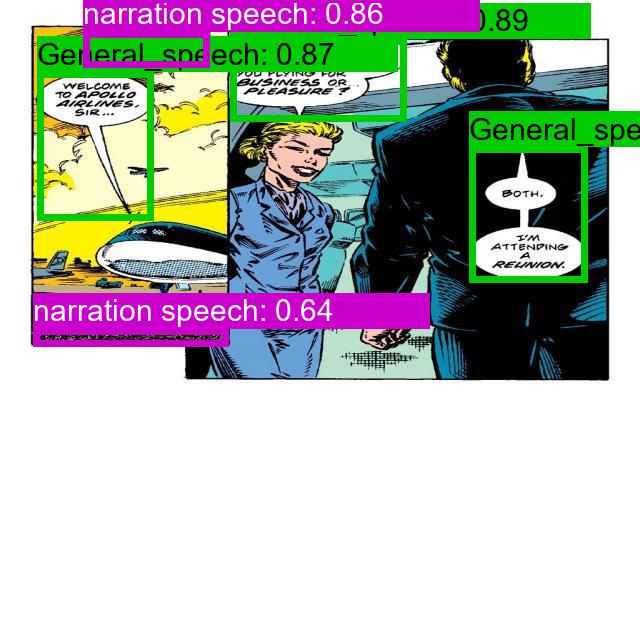 narration speech: 0.86
0.89
General_speech: 0.87
WELCOME
TO APOLLO
AIRLINES,
SIR...
YOU FLYING FOR
BUSINESS OR
PLEASURE?
General_spe
BOTH.
I'M
ATTENDING
A
REUNION.
narration speech: 0.64